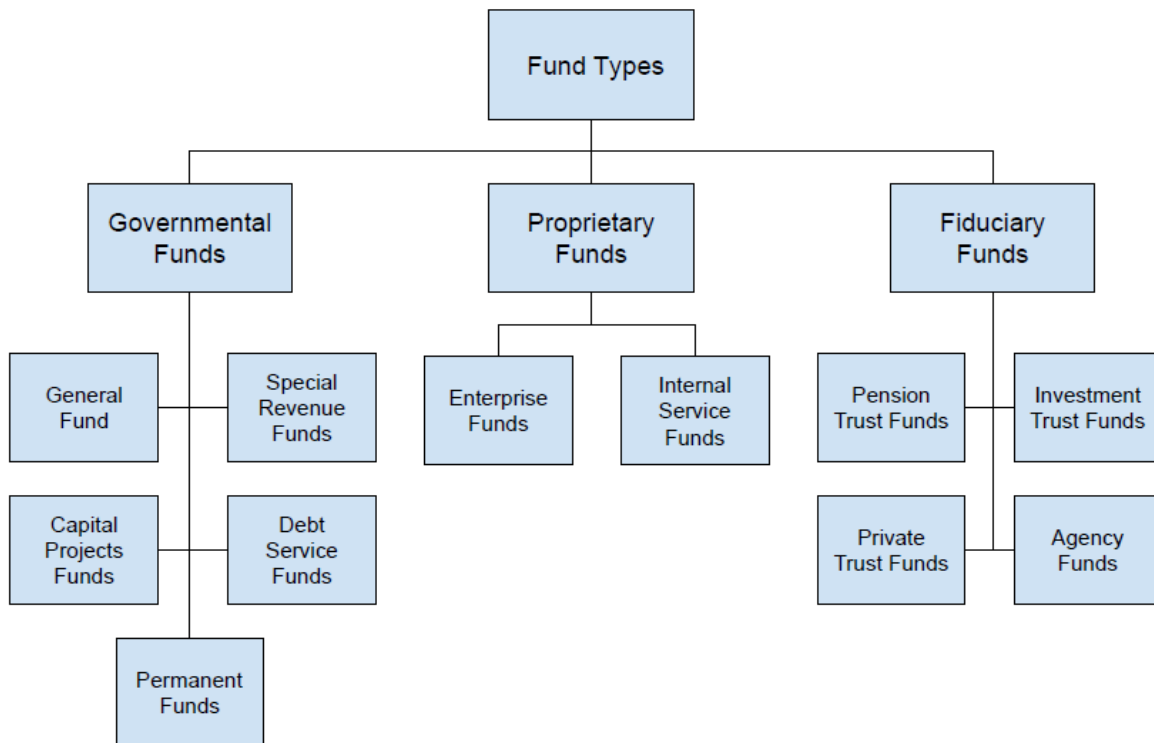 Fund Types
Governmental
Funds
Proprietary
Funds
Fiduciary
Funds
General
Fund
Special
Revenue
Funds
Enterprise
Funds
Internal
Service
Funds
Pension
Trust Funds
Investment
Trust Funds
Capital
Projects
Funds
Debt
Service
Funds
Private
Trust Funds
Agency
Funds
Permanent
Funds